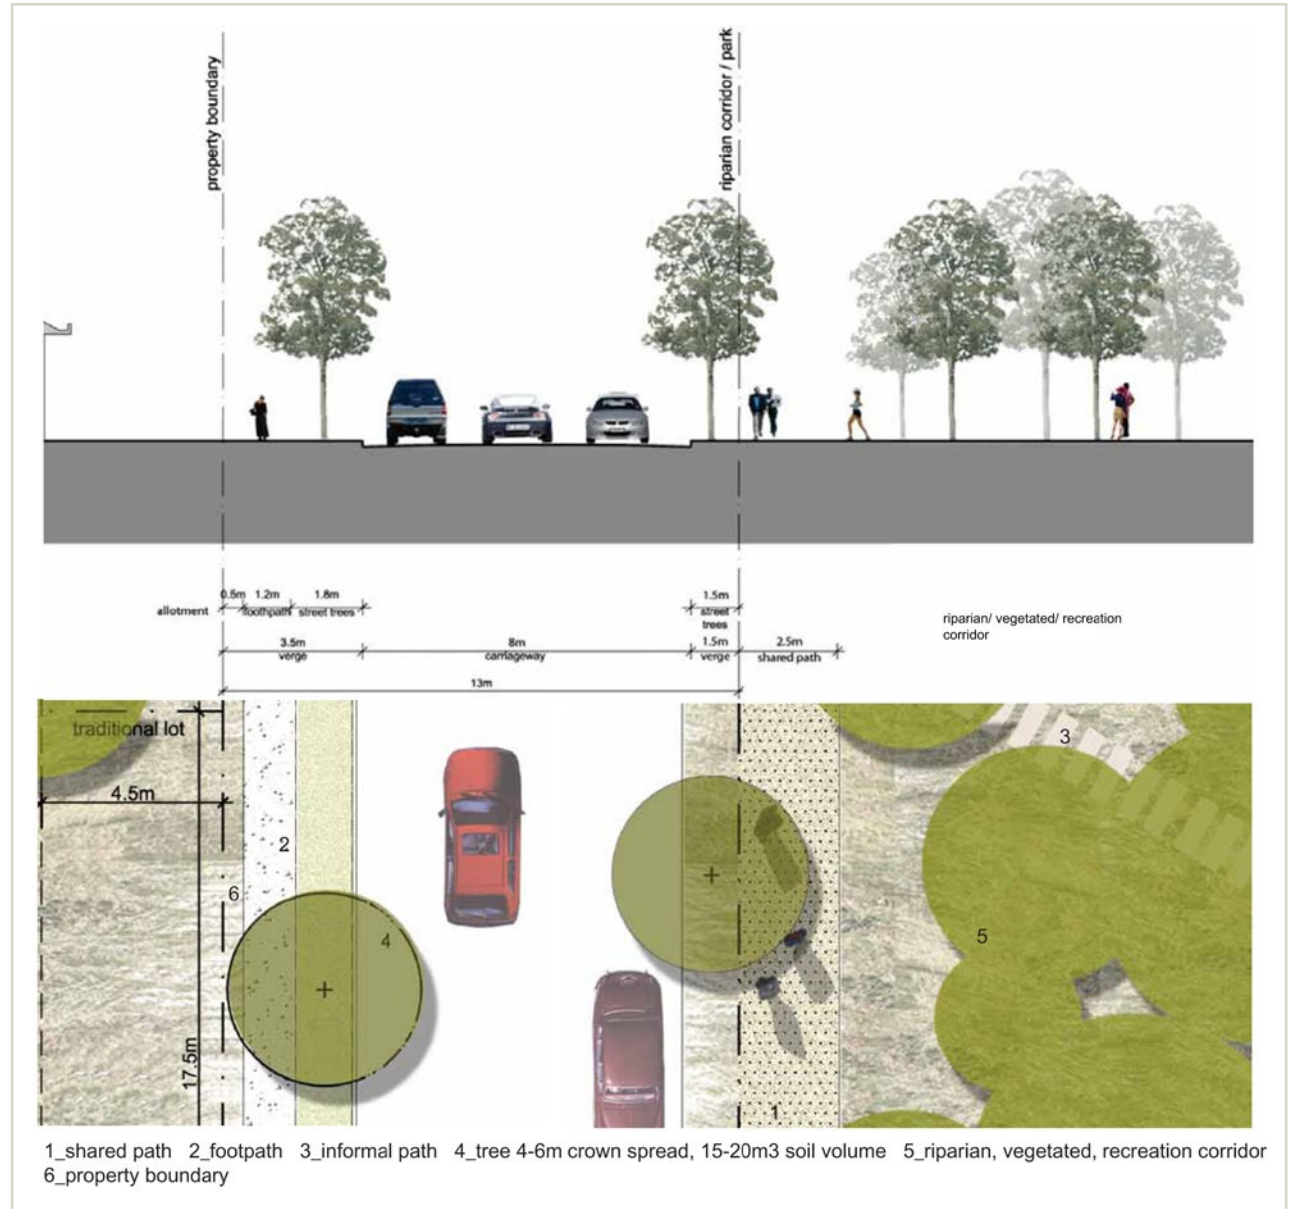 property boundary
riparian corridor / park
0.5m 1.2m 1.8m 1.5m
allotment footpath street trees street
trees
riparian/ vegetated/ recreation
corridor
3.5m 8m 1.5m 2.5m
verge carriageway verge shared path
13m
traditional lot
3
4.5m
2
6
4
5
17.5m
1
1_shared path 2_footpath 3_informal path 4_tree 4-6m crown spread, 15-20m3 soil volume 5_riparian, vegetated, recreation corridor
6_property boundary